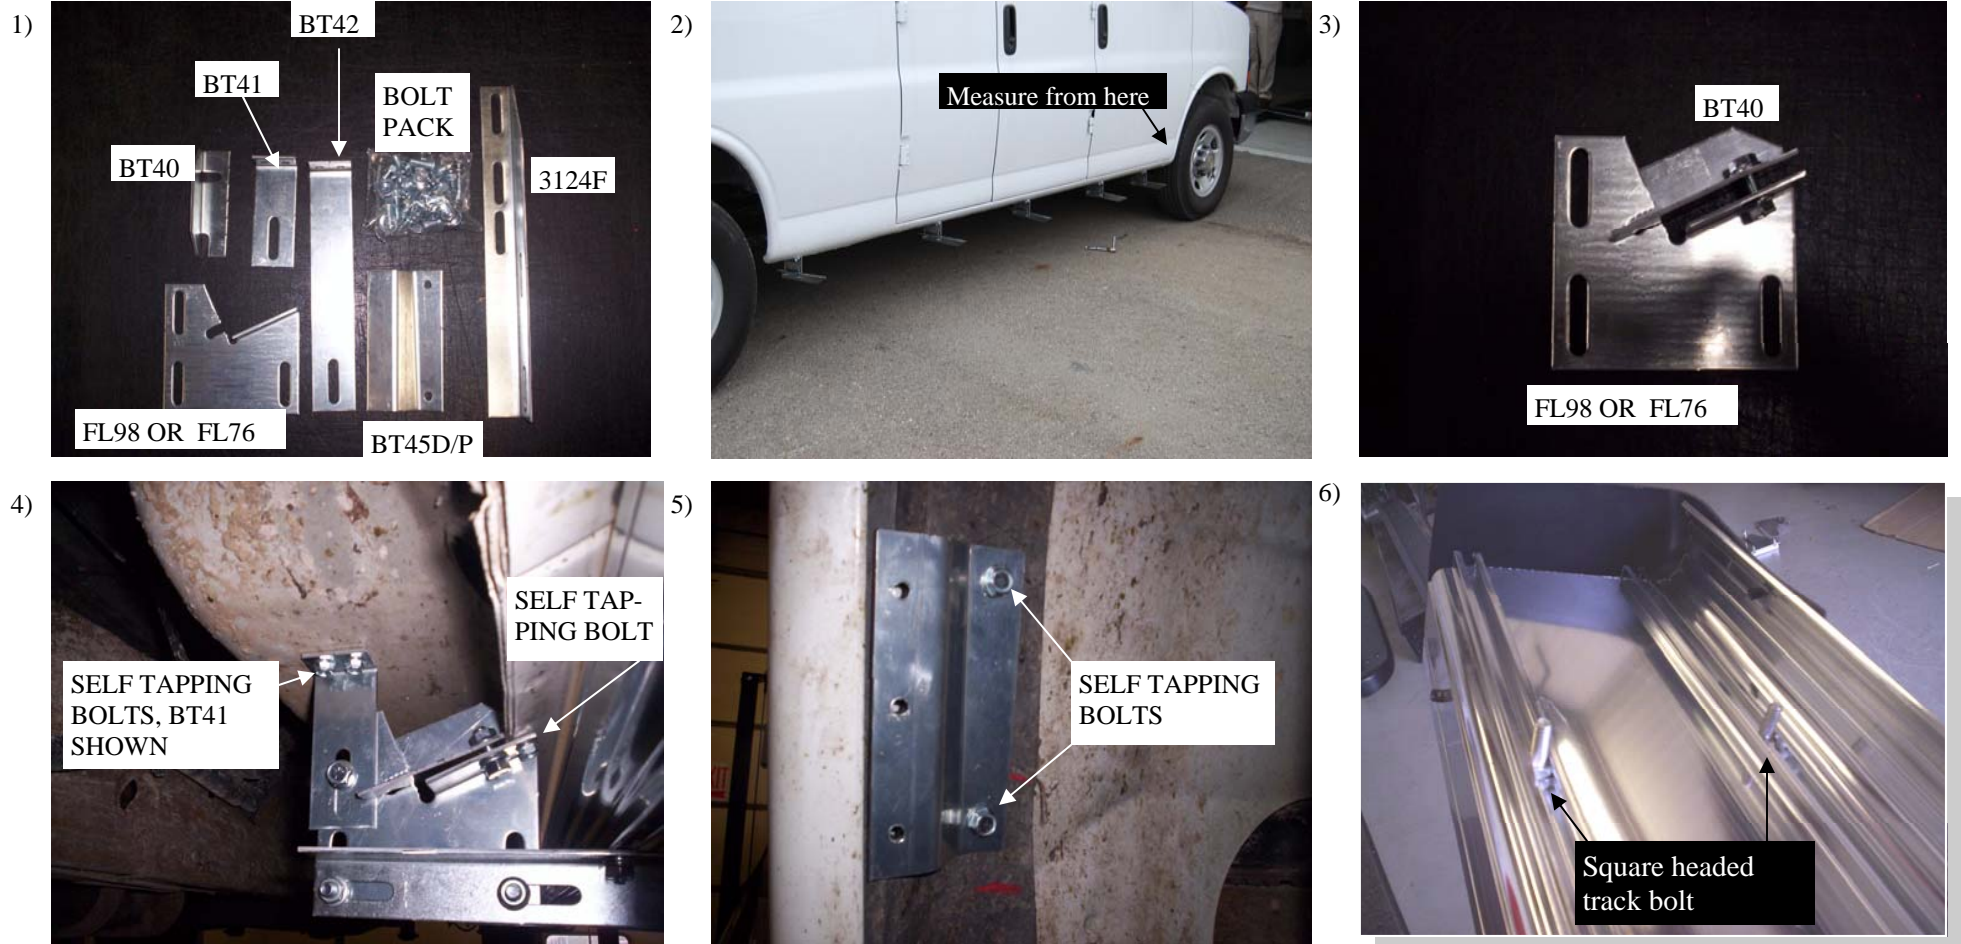 1)
BT42
BT41
BOLT
PACK
BT40
3124F
FL98 OR FL76
BT45D/P
2)
Measure from here
3)
BT40
FL98 OR FL76
4)
SELF TAP-
PING BOLT
SELF TAPPING
BOLTS, BT41
SHOWN
5)
SELF TAPPING
BOLTS
6)
Square headed
track bolt